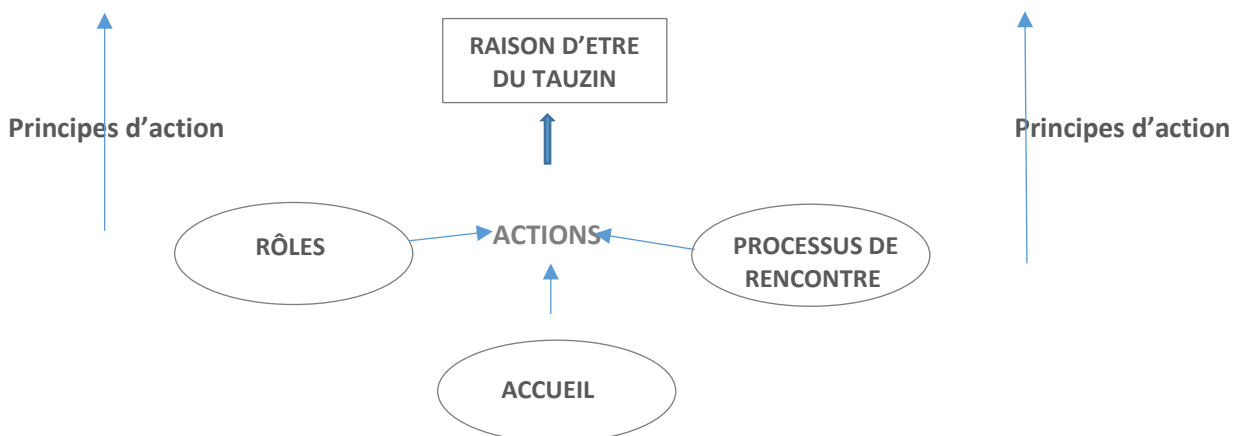 RAISON D’ETRE
DU TAUZIN
Principes d’action
Principes d’action
RÔLES
ACTIONS
PROCESSUS DE
RENCONTRE
ACCUEIL